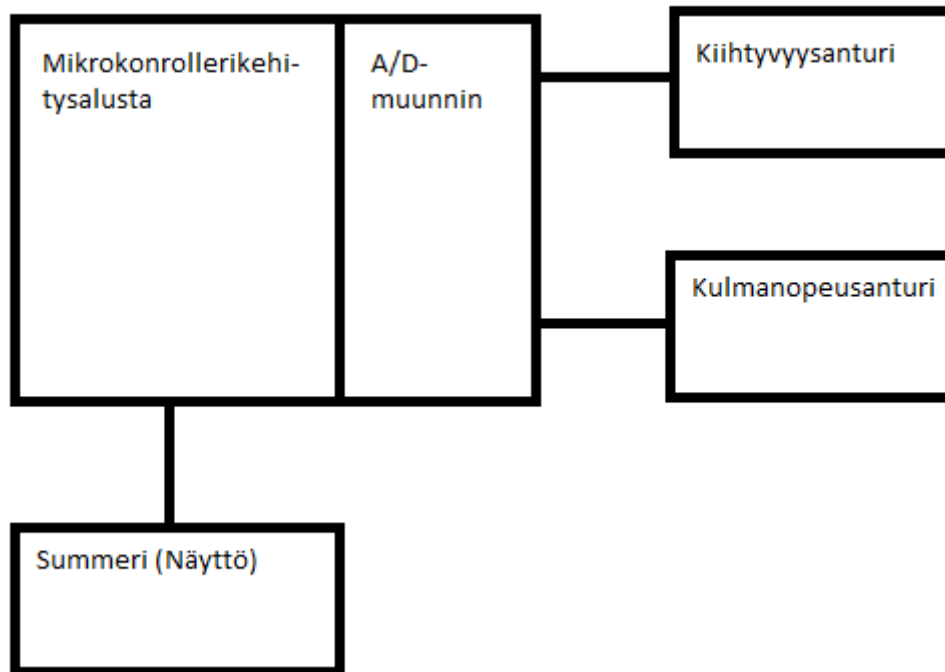 Mikrokonrollerikehi-
tysalusta
A/D-
muunnin
Kiihtyvyysanturi
Kulmanopeusanturi
Summeri (Näyttö)